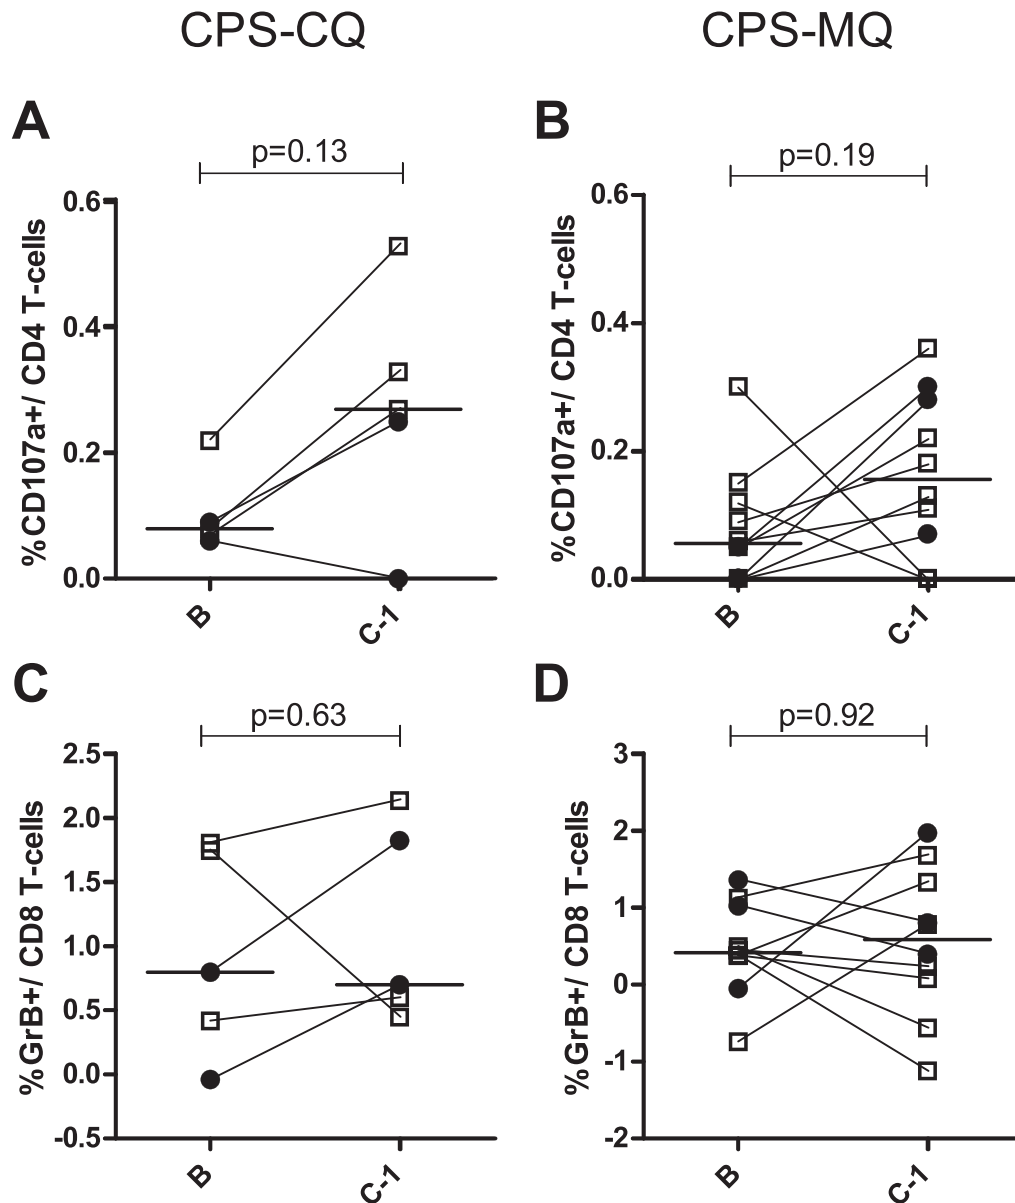 CPS-CQ
CPS-MQ
A
p=0.13
%CD107a+/ CD4 T-cells
0.6
0.4
0.2
0.0
B
C-1
B
p=0.19
%CD107a+/ CD4 T-cells
0.6
0.4
0.2
0.0
B
C-1
C
p=0.63
%GrB+/ CD8 T-cells
2.5
2.0
1.5
1.0
0.5
0.0
-0.5
B
C-1
D
p=0.92
%GrB+/ CD8 T-cells
3
2
1
0
-1
-2
B
C-1